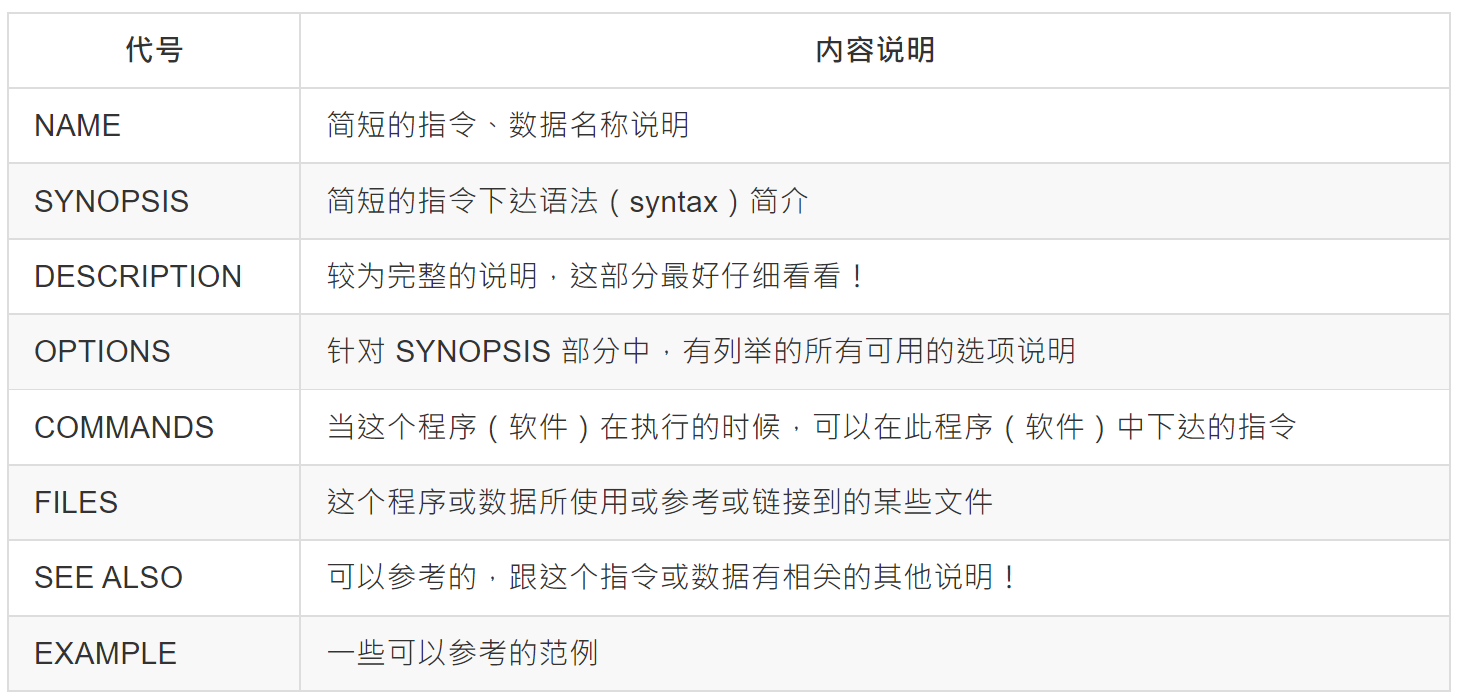 代号 内容说明
NAME 简短的指令、数据名称说明
SYNOPSIS 简短的指令下达语法（syntax）简介
DESCRIPTION 较为完整的说明，这部分最好仔细看看！
OPTIONS 针对 SYNOPSIS 部分中，有列举的所有可用的选项说明
COMMANDS 当这个程序（软件）在执行的时候，可以在此程序（软件）中下达的指令
FILES 这个程序或数据所使用或参考或链接到的某些文件
SEE ALSO 可以参考的，跟这个指令或数据有相关的其他说明！
EXAMPLE 一些可以参考的范例